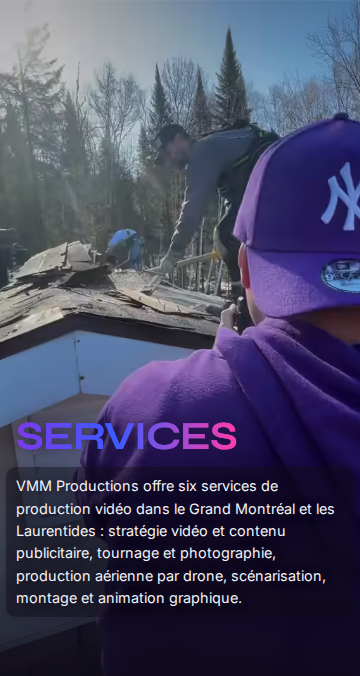 NY
SERVICES
VMM Productions offre six services de
production vidéo dans le Grand Montréal et les
Laurentides : stratégie vidéo et contenu
publicitaire, tournage et photographie,
production aérienne par drone, scénarisation,
montage et animation graphique.